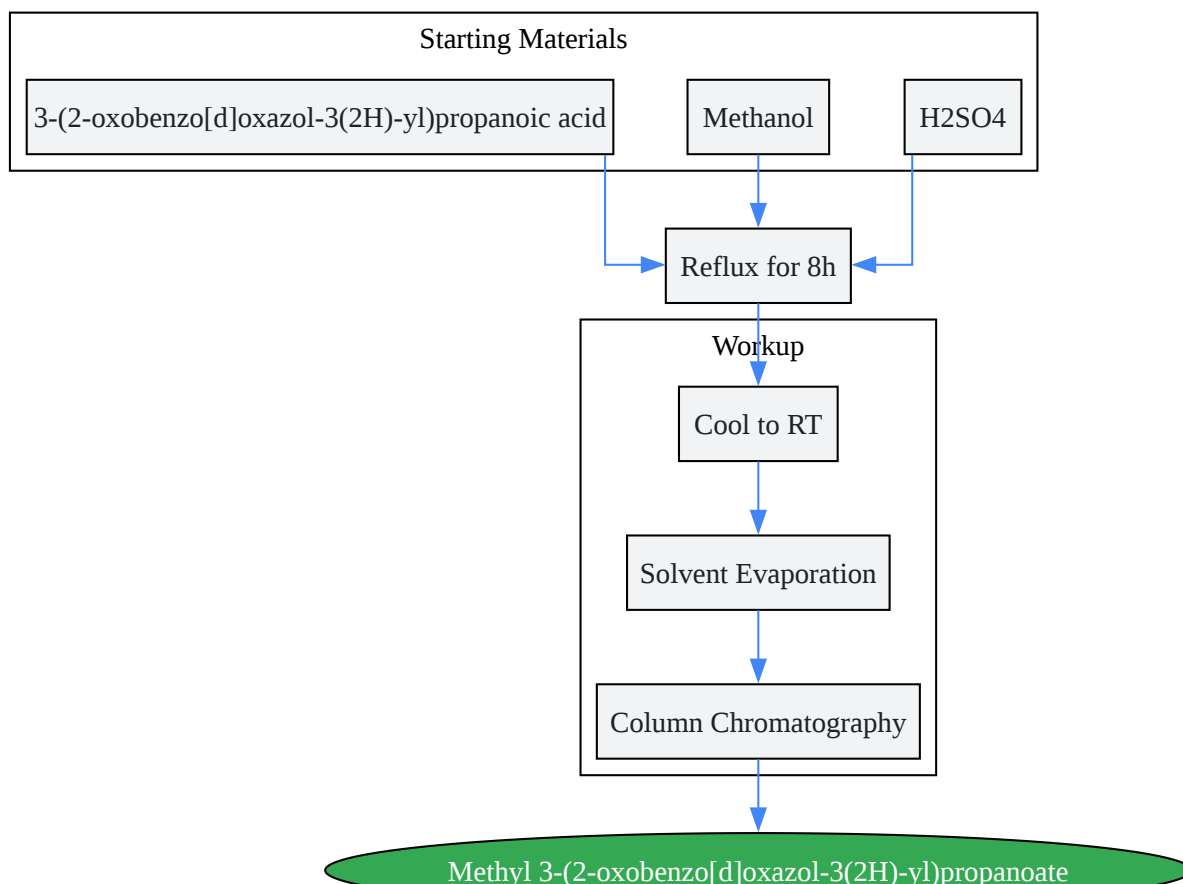 Starting Materials
3-(2-oxobenzo[d]oxazol-3(2H)-yl)propanoic acid
Methanol
H2SO4
Reflux for 8h
Workup
Cool to RT
Solvent Evaporation
Column Chromatography
Methyl 3-(2-oxobenzo[d]oxazol-3(2H)-yl)propanoate